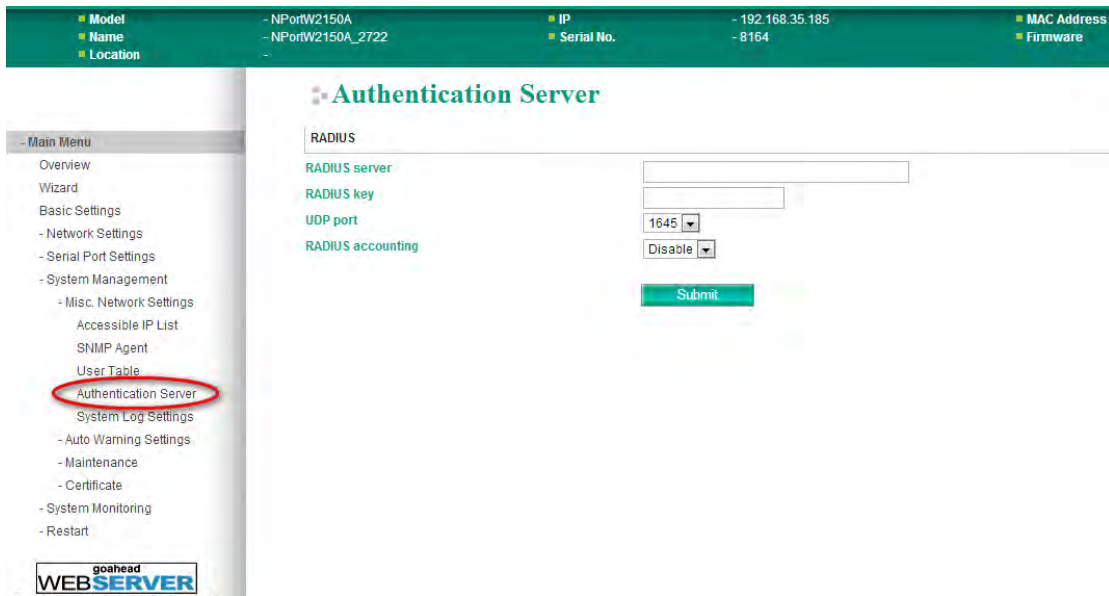 Model - NPortW2150A IP - 192.168.35.185 MAC Address
Name - NPortW2150A_2722 Serial No. - 8164 Firmware
Location -
Authentication Server
- Main Menu
Overview
Wizard
Basic Settings
- Network Settings
- Serial Port Settings
- System Management
- Misc. Network Settings
Accessible IP List
SNMP Agent
User Table
Authentication Server
System Log Settings
- Auto Warning Settings
- Maintenance
- Certificate
- System Monitoring
- Restart
goahead
WEBSERVER
RADIUS
RADIUS server
RADIUS key
UDP port 1645
RADIUS accounting Disable
Submit